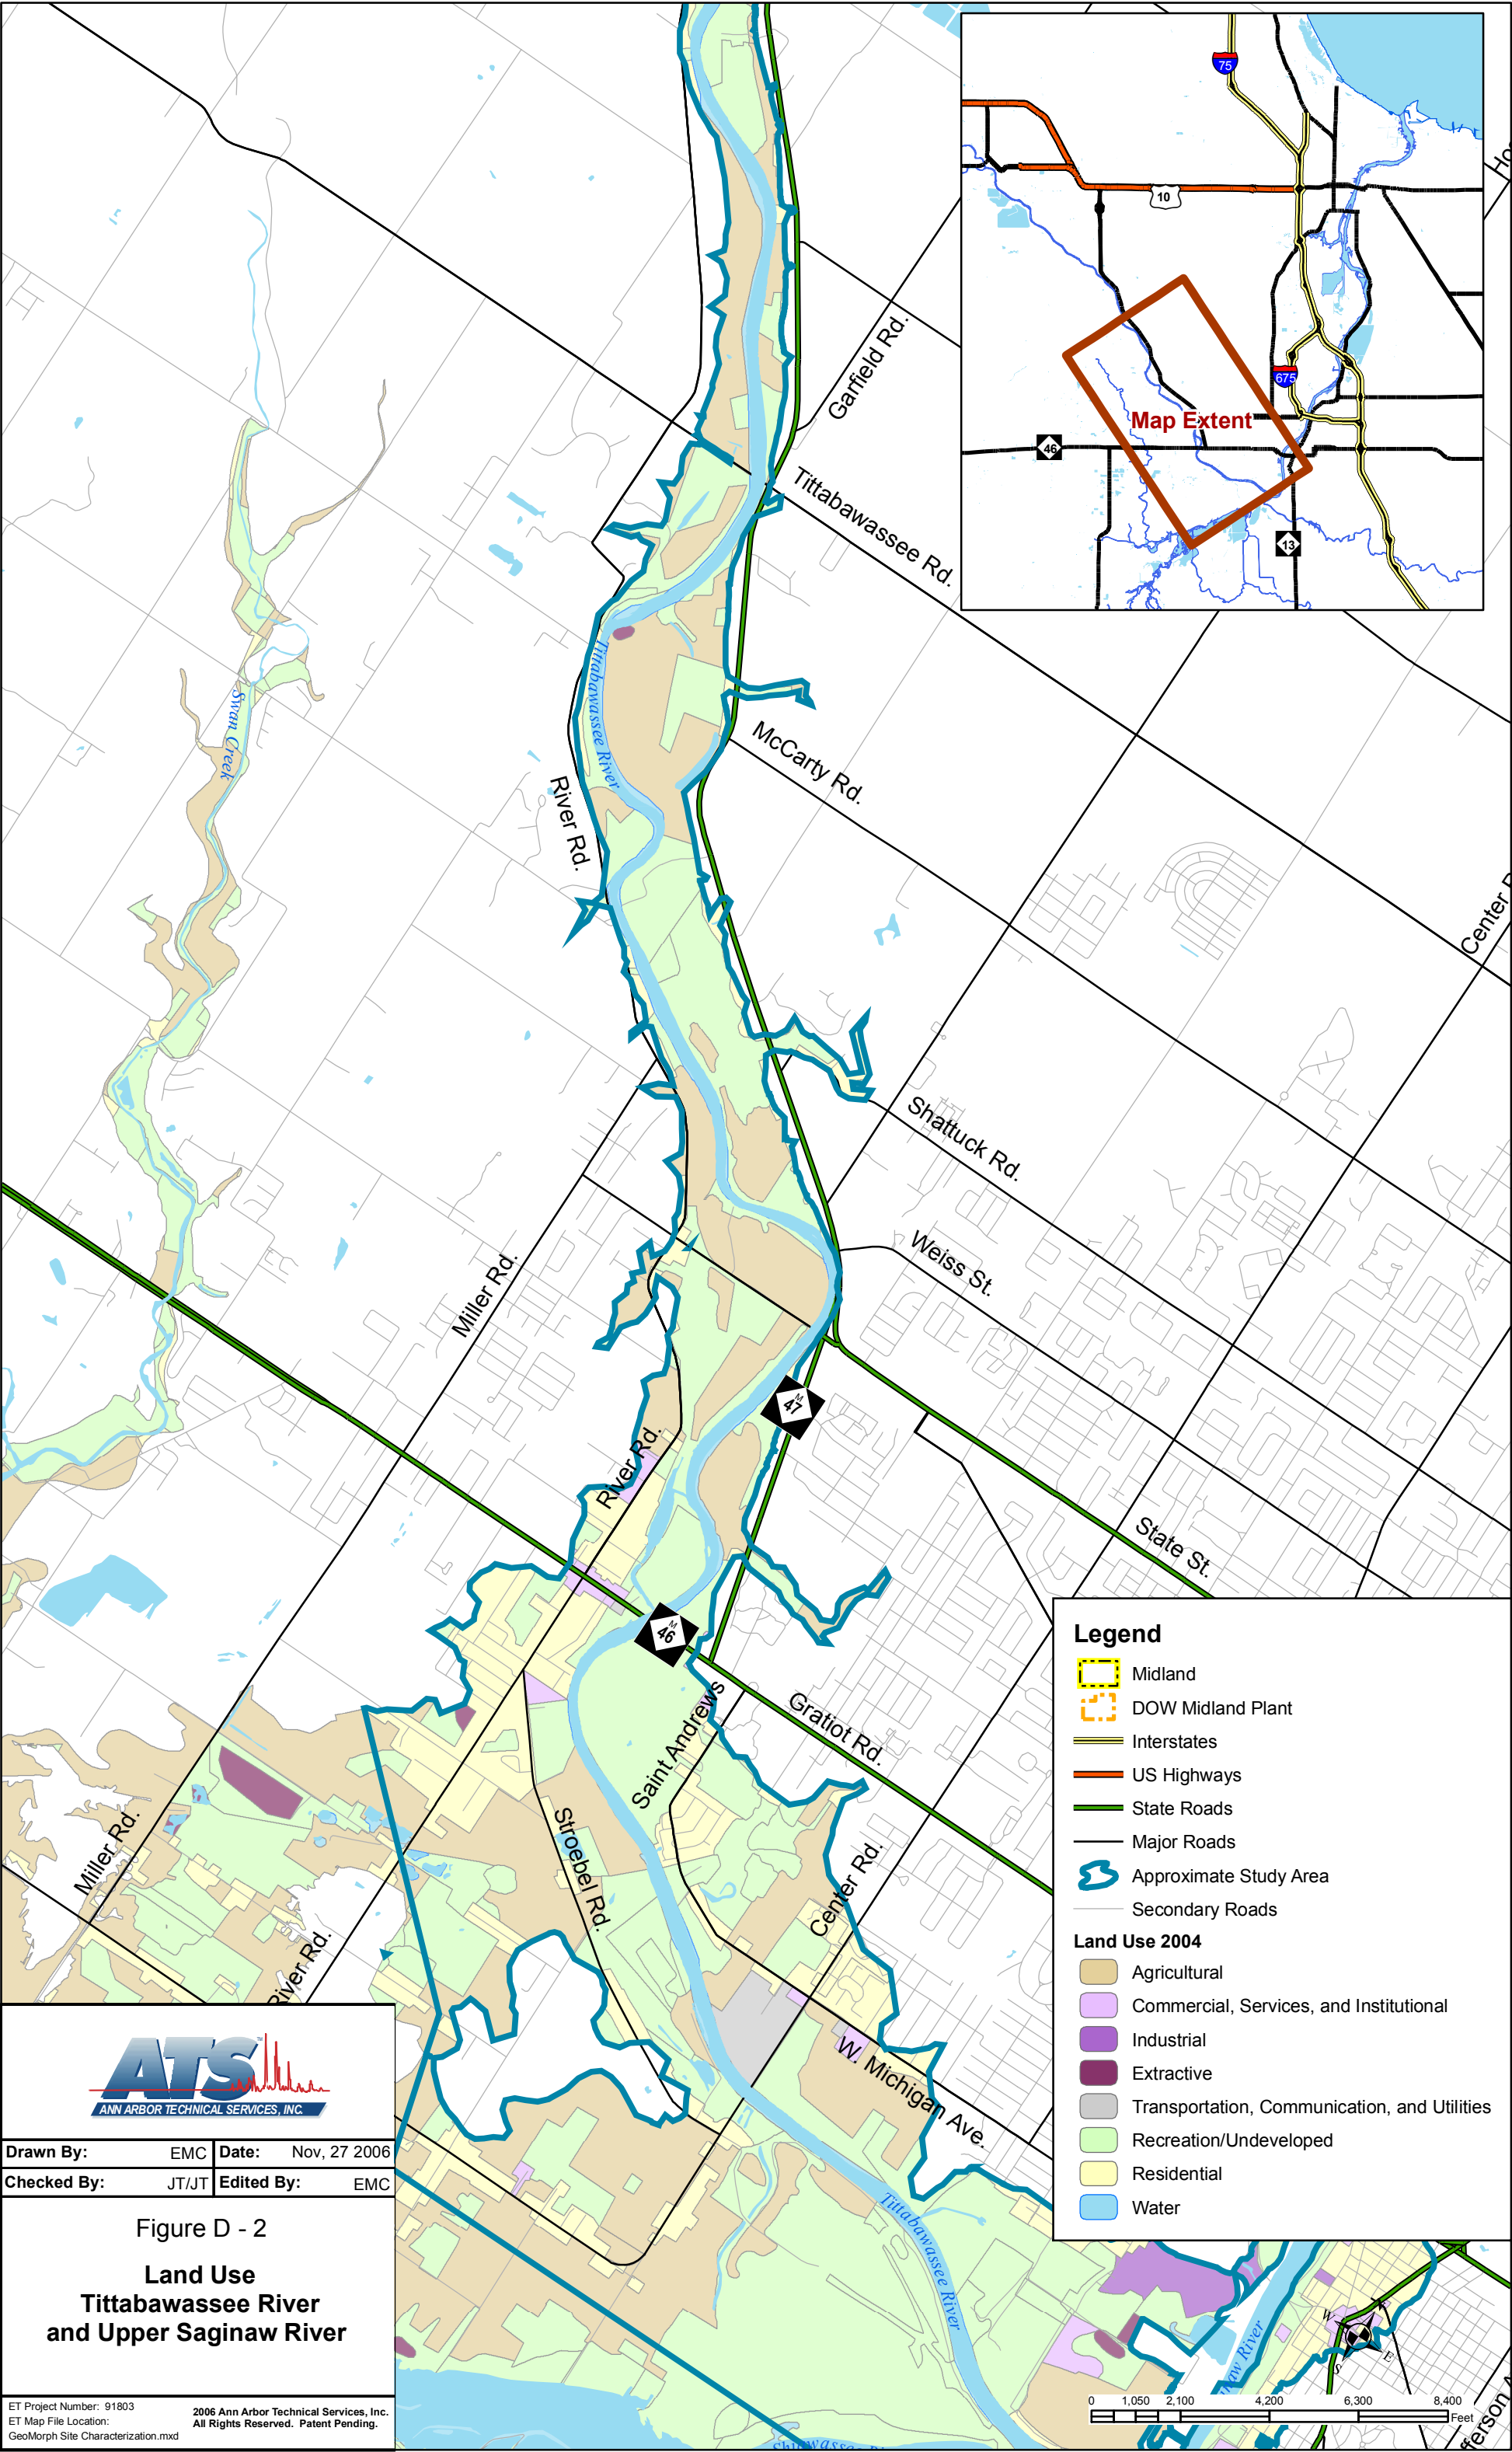 75
10
Map Extent
675
46
13
Garfield Rd.
Tittabawassee Rd.
Tittabawassee River
Swan Creek
McCarty Rd.
River Rd.
Center
Shattuck Rd.
Weiss St.
Miller Rd.
M
47
River Rd.
State St.
M
46
Gratiot Rd.
Saint Andrews
Stroebel Rd.
Center Rd.
Miller Rd.
River Rd.
W. Michigan Ave.
Tittabawassee River
Legend
Midland
DOW Midland Plant
Interstates
US Highways
State Roads
Major Roads
Approximate Study Area
Secondary Roads
Land Use 2004
Agricultural
Commercial, Services, and Institutional
Industrial
Extractive
Transportation, Communication, and Utilities
Recreation/Undeveloped
Residential
Water
W
E
S
River
0 1,050 2,100 4,200 6,300 8,400
Feet
ATS
ANN ARBOR TECHNICAL SERVICES, INC.
Drawn By: EMC Date: Nov, 27 2006
Checked By: JT/JT Edited By: EMC
Figure D - 2
Land Use
Tittabawassee River
and Upper Saginaw River
ET Project Number: 91803
ET Map File Location:
GeoMorph Site Characterization.mxd
2006 Ann Arbor Technical Services, Inc.
All Rights Reserved. Patent Pending.